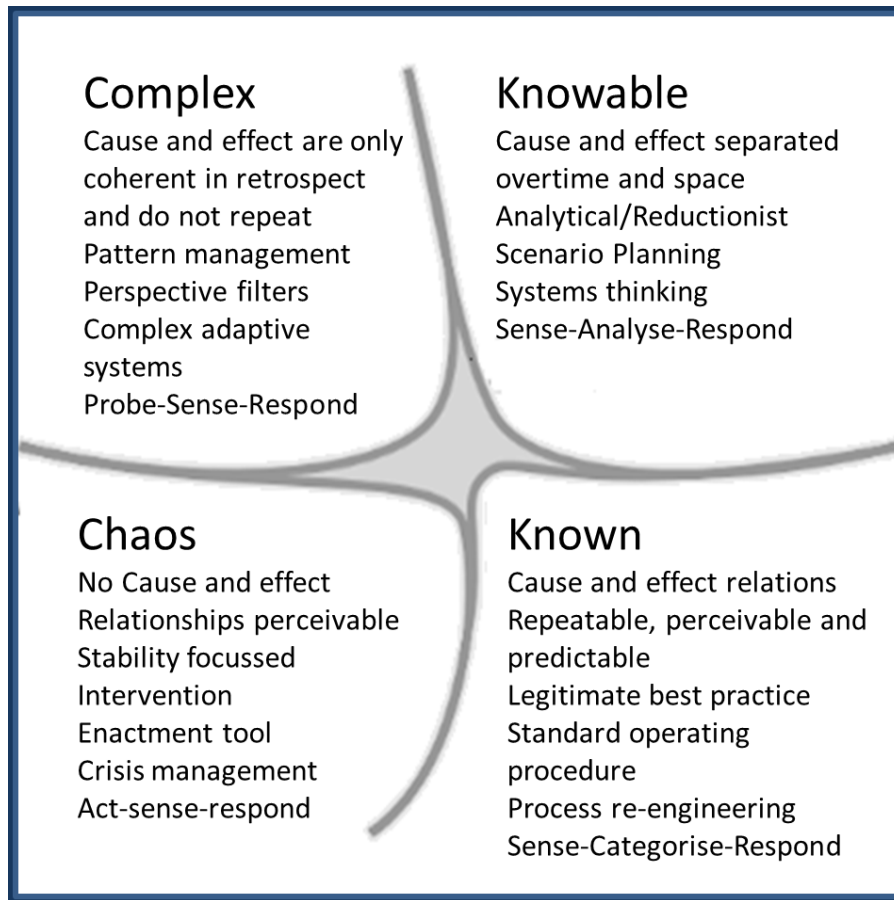 Complex
Cause and effect are only
coherent in retrospect
and do not repeat
Pattern management
Perspective filters
Complex adaptive
systems
Probe-Sense-Respond
Knowable
Cause and effect separated
overtime and space
Analytical/Reductionist
Scenario Planning
Systems thinking
Sense-Analyse-Respond
Chaos
No Cause and effect
Relationships perceivable
Stability focussed
Intervention
Enactment tool
Crisis management
Act-sense-respond
Known
Cause and effect relations
Repeatable, perceivable and
predictable
Legitimate best practice
Standard operating
procedure
Process re-engineering
Sense-Categorise-Respond